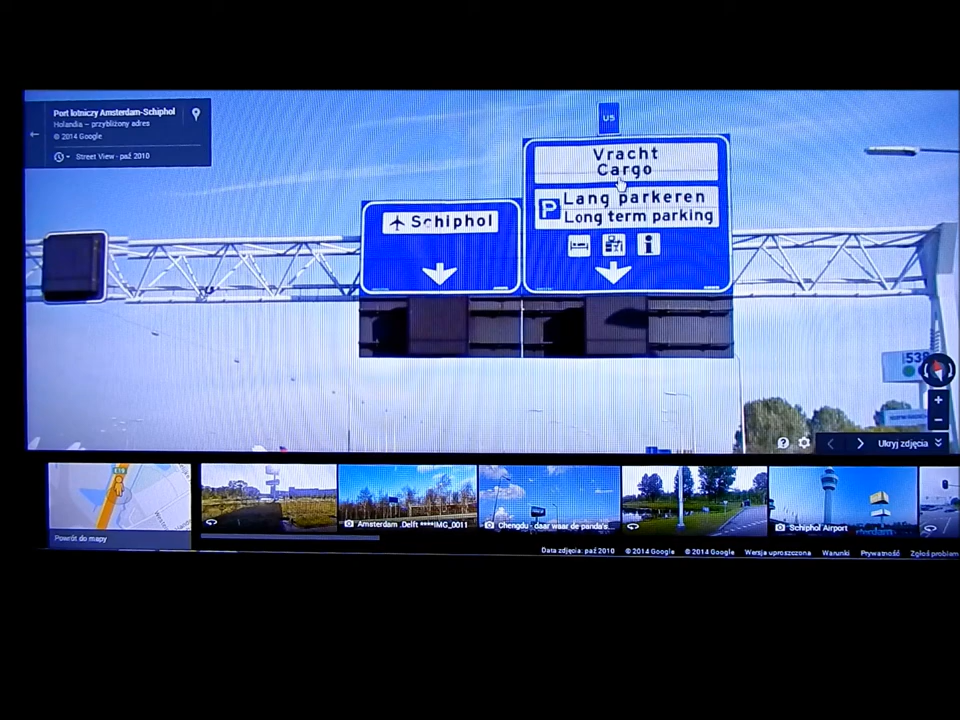 Port lotniczy Amsterdam-Schiphol
Holandia – przybliżony adres
© 2014 Google
Street View - paź 2010
U5
Vracht
Cargo
P Lang parkeren
Long term parking
i
Schiphol
538
Ukryj zdjęcia
E19
Powrót do mapy
Amsterdam .Delft ****IMG_0011
Chengdu - daar waar de panda's
Schiphol Airport
Data zdjęcia: paź 2010 © 2014 Google © 2014 Google Wersja uproszczona Warunki Prywatność Zgłoś problem